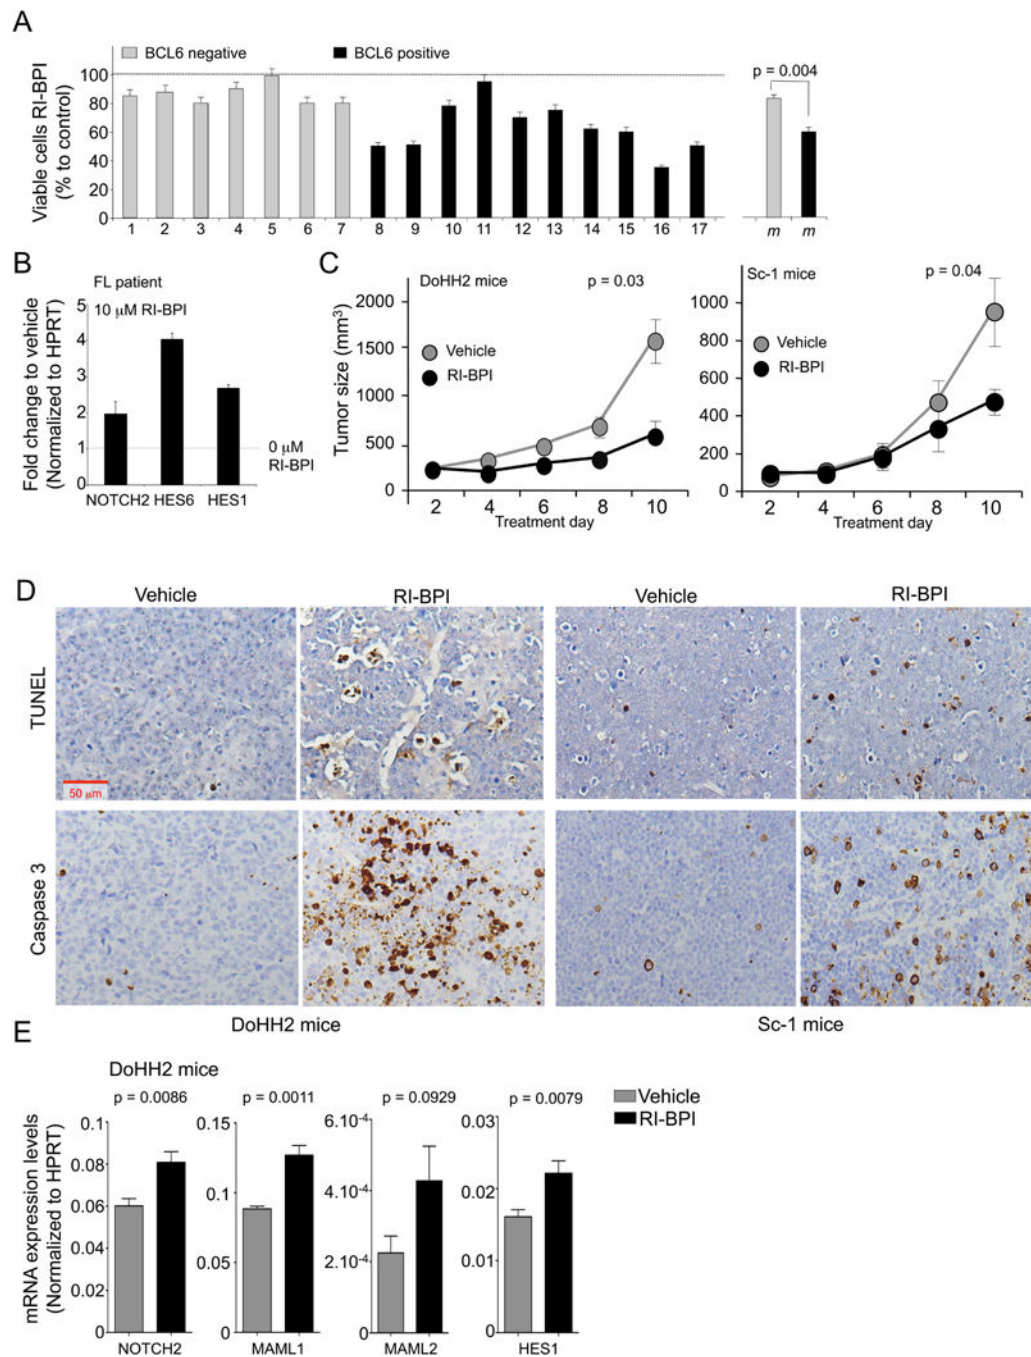 A
BCL6 negative
BCL6 positive
Viable cells RI-BPI
(% to control)
100
80
60
40
20
0
1 2 3 4 5 6 7 8 9 10 11 12 13 14 15 16 17
p = 0.004
m m
B
FL patient
10 μM RI-BPI
Fold change to vehicle
(Normalized to HPRT)
5
4
3
2
1
0
0 μM
RI-BPI
NOTCH2 HES6 HES1
C
DoHH2 mice
p = 0.03
Vehicle
RI-BPI
Tumor size (mm³)
2000
1500
1000
500
0
2 4 6 8 10
Treatment day
Sc-1 mice
p = 0.04
Vehicle
RI-BPI
1000
800
600
400
200
0
2 4 6 8 10
Treatment day
D
Vehicle RI-BPI Vehicle RI-BPI
TUNEL
50 μm
Caspase 3
DoHH2 mice Sc-1 mice
E
DoHH2 mice
Vehicle
RI-BPI
mRNA expression levels
(Normalized to HPRT)
p = 0.0086
0.1
0.08
0.06
0.04
0.02
0
NOTCH2
p = 0.0011
0.15
0.1
0.05
0
MAML1
p = 0.0929
6.10⁻⁴
4.10⁻⁴
2.10⁻⁴
0
MAML2
p = 0.0079
0.03
0.02
0.01
0
HES1